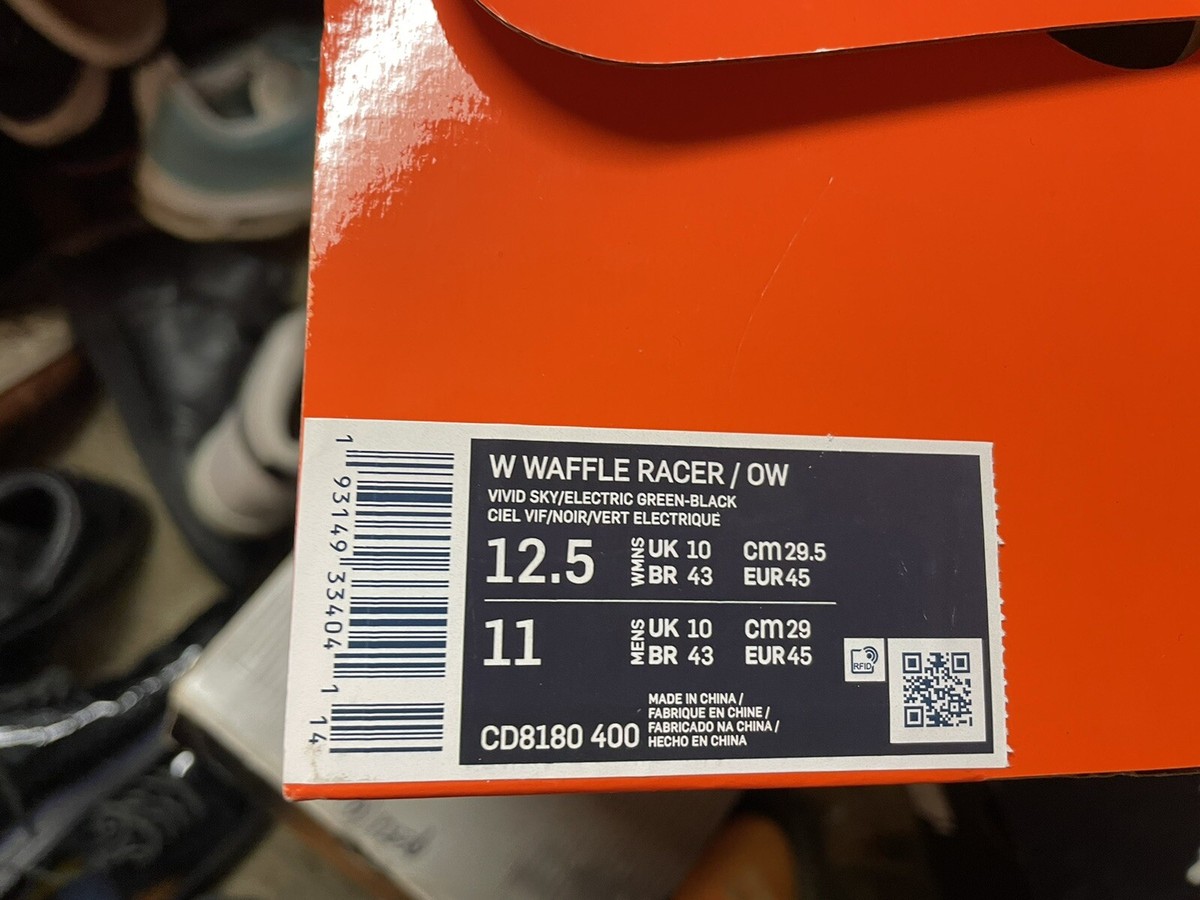 W WAFFLE RACER / OW
VIVID SKY/ELECTRIC GREEN-BLACK
CIEL VIF/NOIR/VERT ELECTRIQUE
12.5 WMNS UK 10 cm 29.5
BR 43 EUR 45
11 MENS UK 10 cm 29
BR 43 EUR 45
RFID
MADE IN CHINA /
FABRIQUE EN CHINE /
FABRICADO NA CHINA /
HECHO EN CHINA
CD8180 400
1 93149 33404 1 14